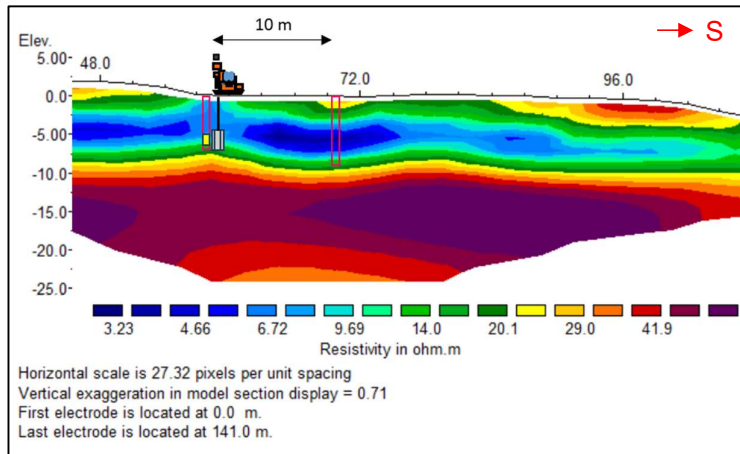 10 m
S
Elev.
48.0
72.0
96.0
5.00
0.0
-5.00
-10.0
-15.0
-20.0
-25.0
3.23 4.66 6.72 9.69 14.0 20.1 29.0 41.9
Resistivity in ohm.m
Horizontal scale is 27.32 pixels per unit spacing
Vertical exaggeration in model section display = 0.71
First electrode is located at 0.0 m.
Last electrode is located at 141.0 m.